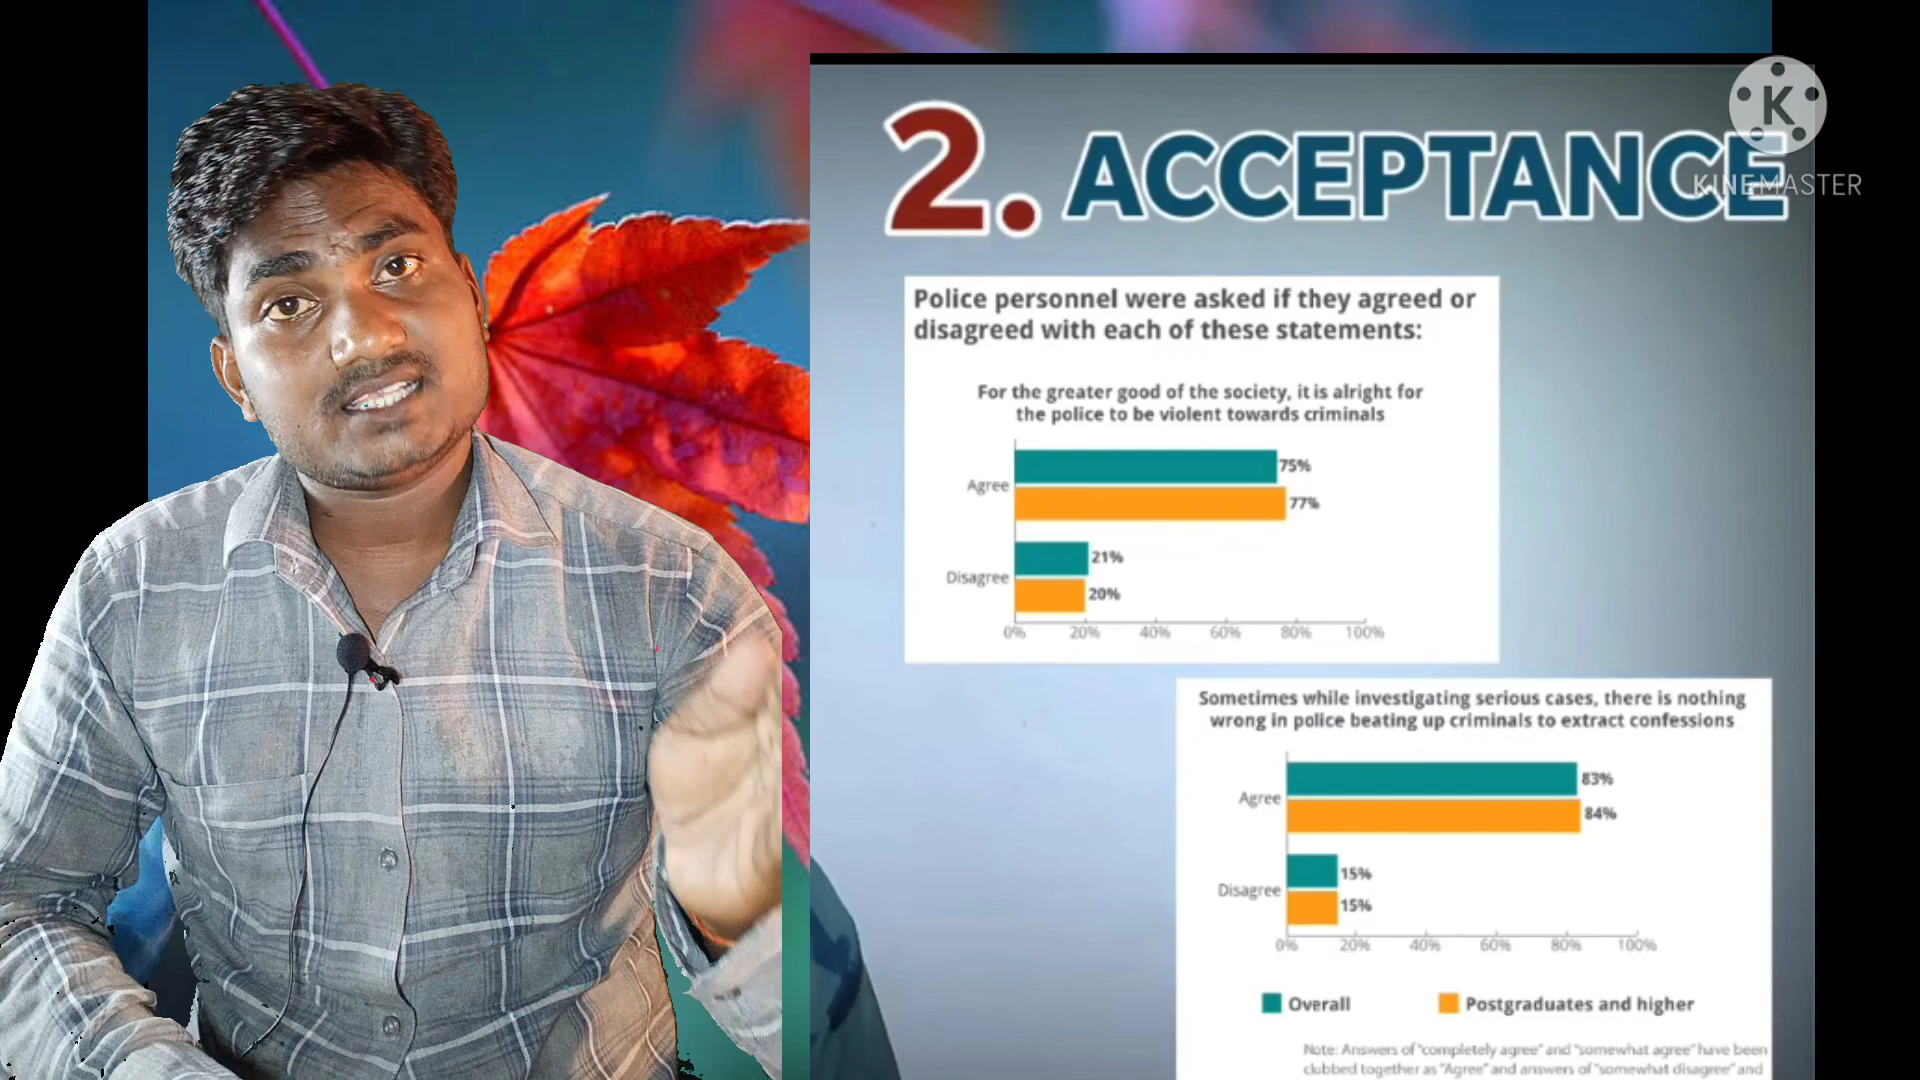 2. ACCEPTANCE
K
KINEMASTER
Police personnel were asked if they agreed or
disagreed with each of these statements:
For the greater good of the society, it is alright for
the police to be violent towards criminals
Agree
75%
77%
Disagree
21%
20%
0% 20% 40% 60% 80% 100%
Sometimes while investigating serious cases, there is nothing
wrong in police beating up criminals to extract confessions
Agree
83%
84%
Disagree
15%
15%
0% 20% 40% 60% 80% 100%
Overall Postgraduates and higher
Note: Answers of "completely agree" and "somewhat agree" have been
clubbed together as "Agree" and answers of "somewhat disagree" and